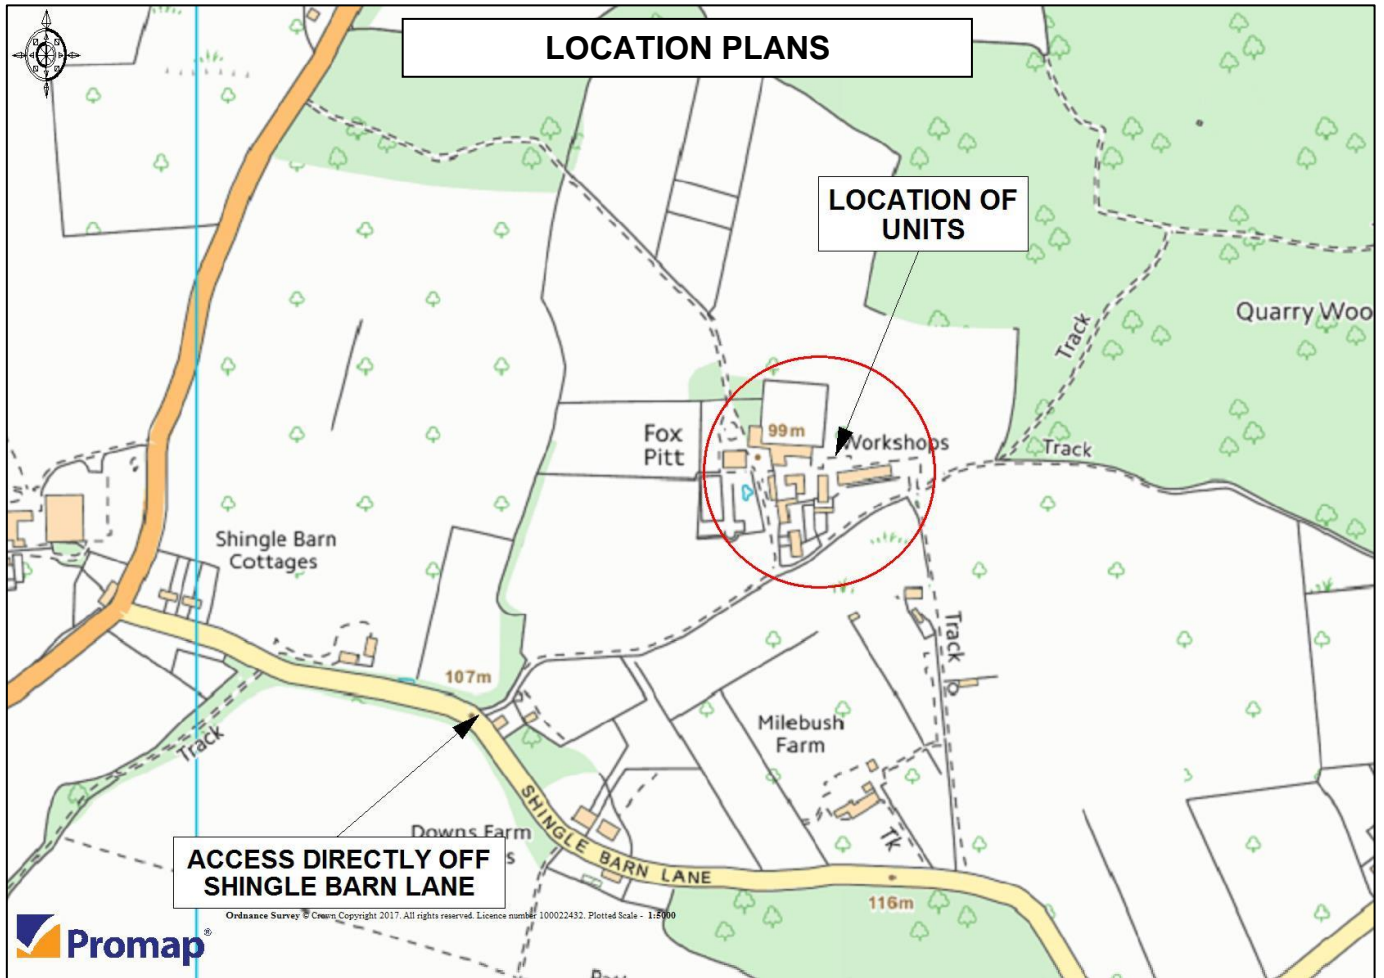 LOCATION PLANS
LOCATION OF
UNITS
Quarry Woo
Track
Fox
Pitt
99m
Workshops
Track
Shingle Barn
Cottages
107m
Track
Track
Milebush
Farm
Downs Farm
SHINGLE BARN LANE
Tk
ACCESS DIRECTLY OFF
SHINGLE BARN LANE
116m
Ordnance Survey © Crown Copyright 2017. All rights reserved. Licence number 100022432. Plotted Scale - 1:5000
Promap®